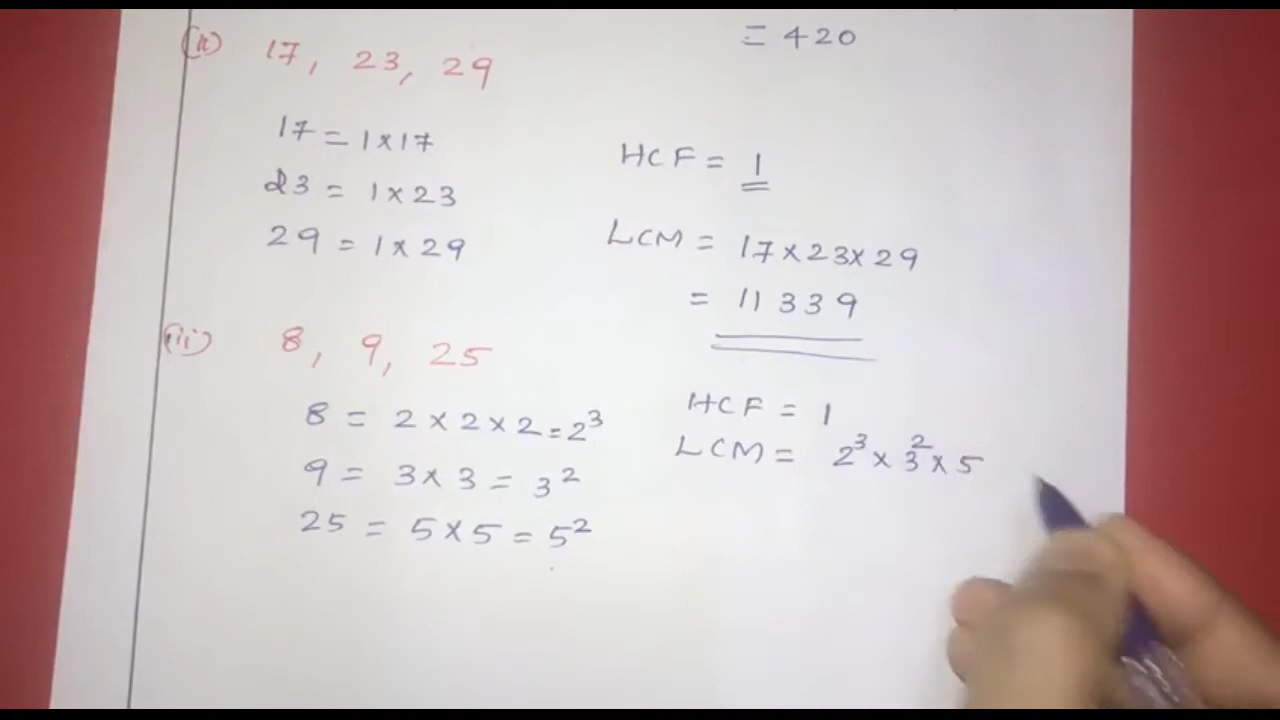 = 420
(ii) 17, 23, 29
17 = 1×17
23 = 1×23
29 = 1×29
HCF = 1
LCM = 17×23×29
= 11339
(iii) 8, 9, 25
8 = 2×2×2=2³
9 = 3×3 = 3²
25 = 5×5 = 5²
HCF = 1
LCM = 2³×3²×5